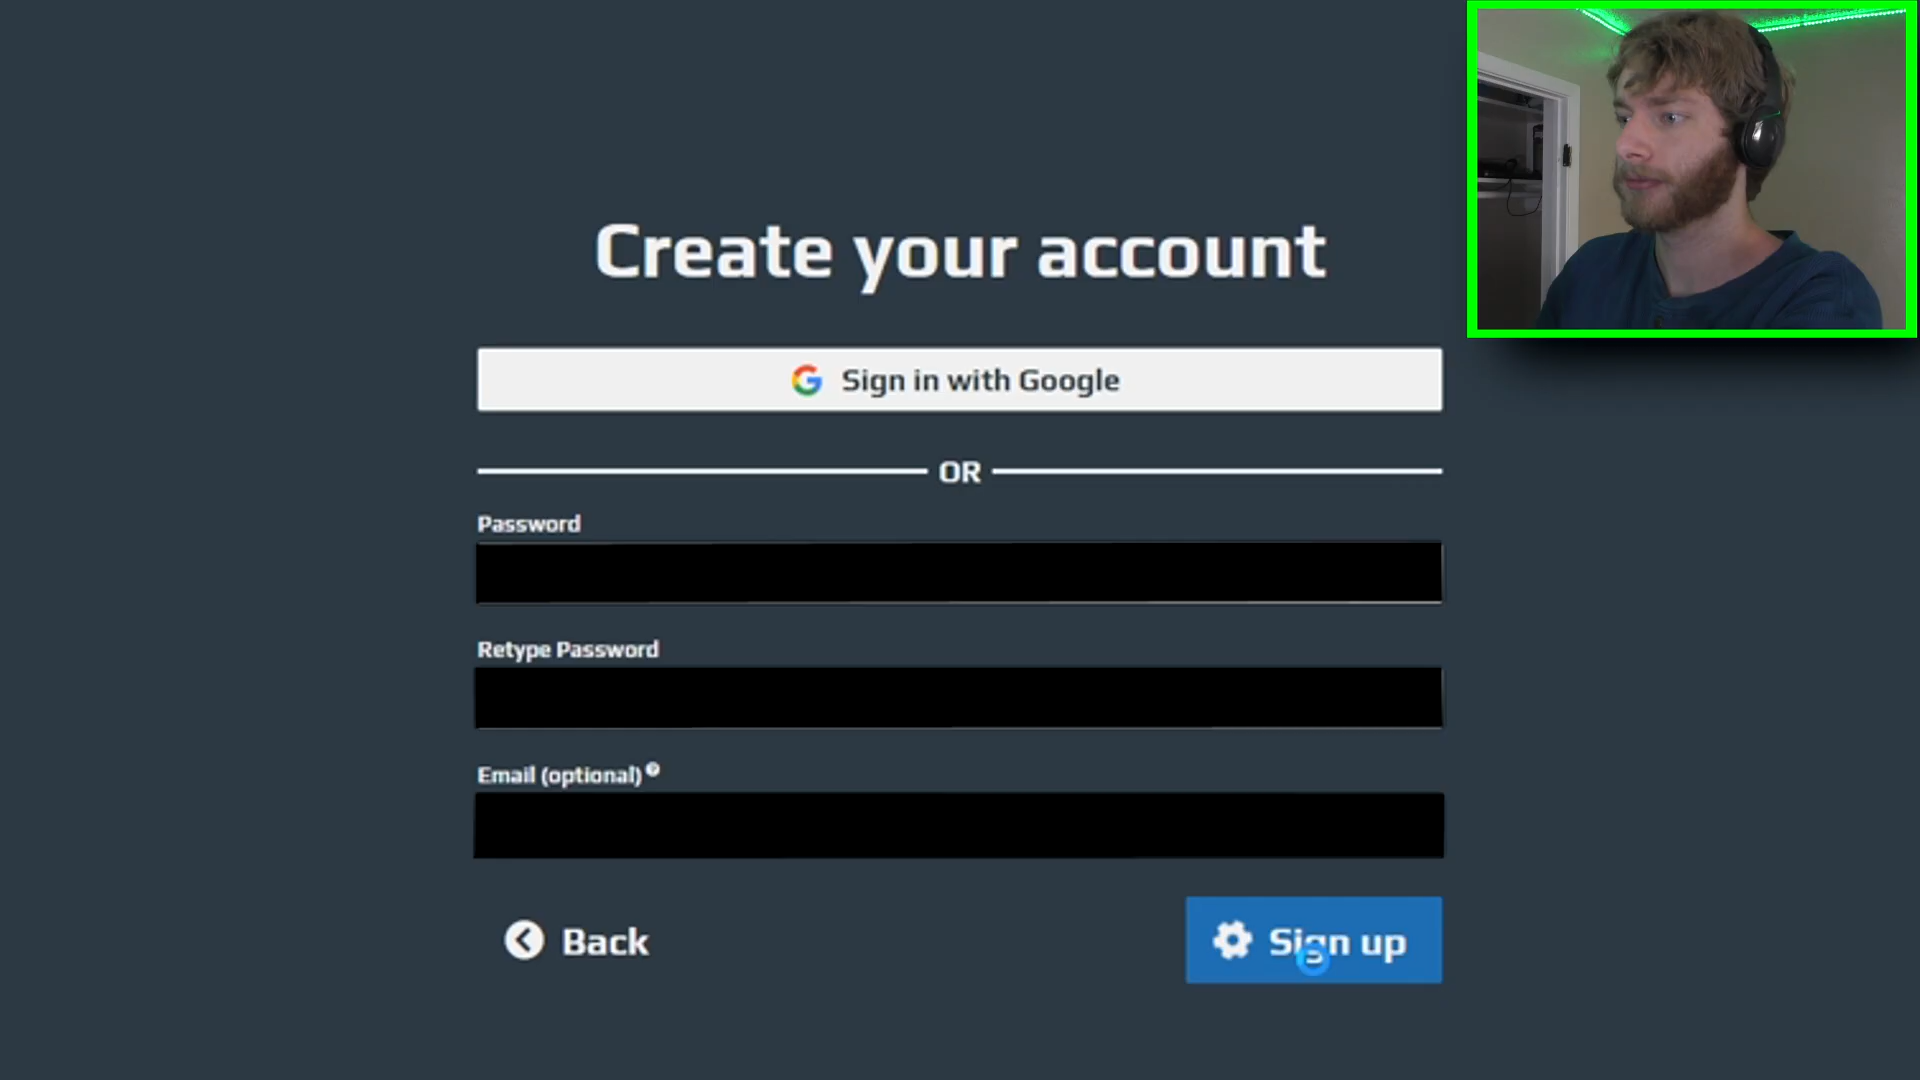 Create your account
Sign in with Google
OR
Password
Retype Password
Email (optional) ?
Back
Sign up